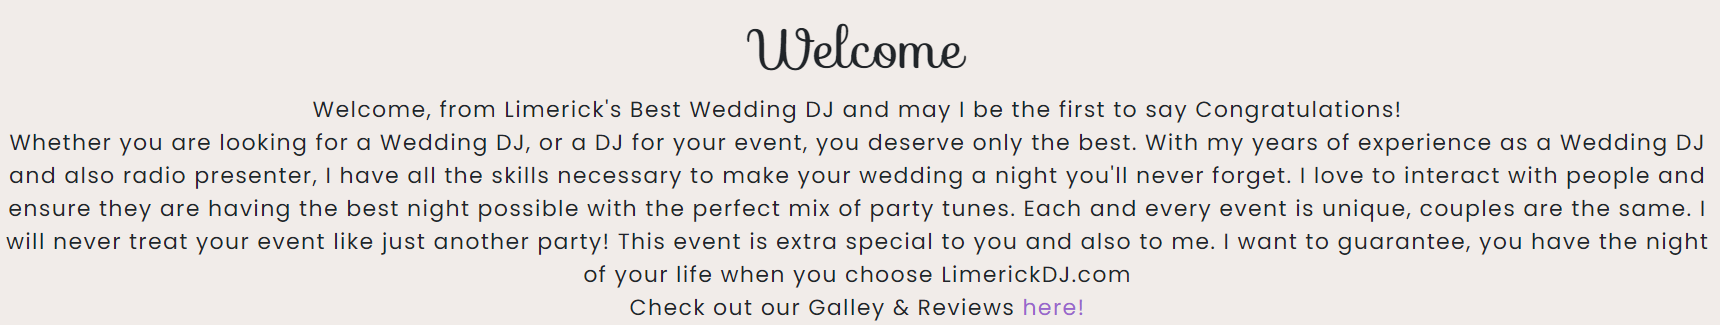 Welcome
Welcome, from Limerick's Best Wedding DJ and may I be the first to say Congratulations!
Whether you are looking for a Wedding DJ, or a DJ for your event, you deserve only the best. With my years of experience as a Wedding DJ
and also radio presenter, I have all the skills necessary to make your wedding a night you'll never forget. I love to interact with people and
ensure they are having the best night possible with the perfect mix of party tunes. Each and every event is unique, couples are the same. I
will never treat your event like just another party! This event is extra special to you and also to me. I want to guarantee, you have the night
of your life when you choose LimerickDJ.com
Check out our Galley & Reviews here!